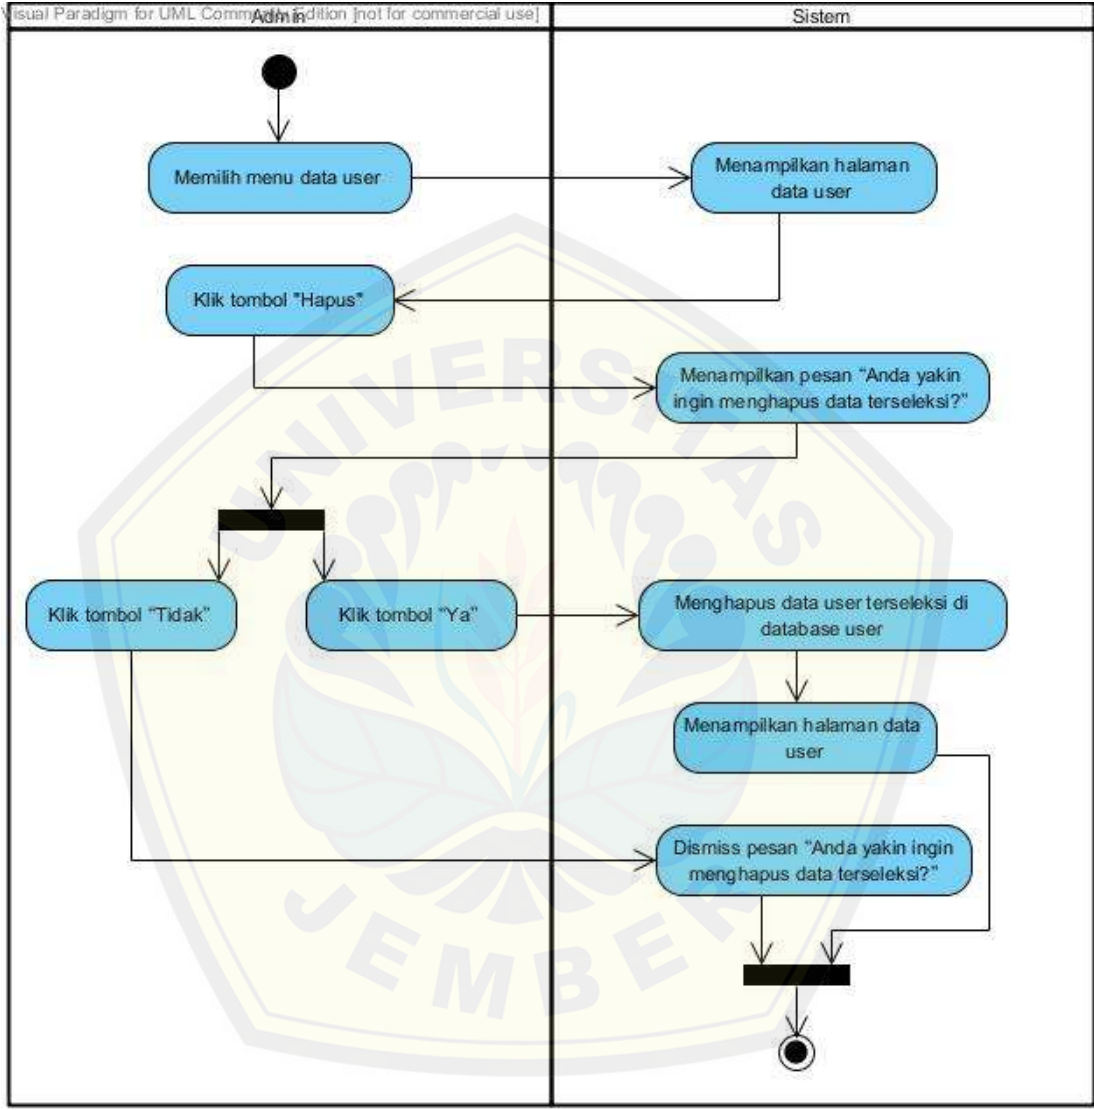 Visual Paradigm for UML Community Edition [not for commercial use]
Admin
Sistem
Memilih menu data user
Menampilkan halaman
data user
Klik tombol "Hapus"
Menampilkan pesan “Anda yakin
ingin menghapus data terseleksi?”
Klik tombol “Tidak”
Klik tombol “Ya”
Menghapus data user terseleksi di
database user
Menampilkan halaman data
user
Dismiss pesan “Anda yakin ingin
menghapus data terseleksi?”
UNIVERSITAS
JEMBER